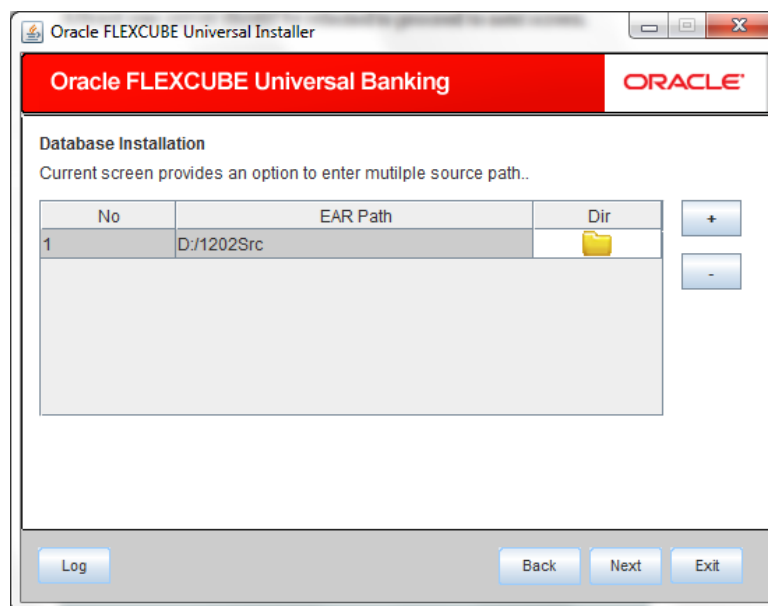 Oracle FLEXCUBE Universal Installer
Oracle FLEXCUBE Universal Banking
ORACLE
Database Installation
Current screen provides an option to enter mutilple source path..
No EAR Path Dir +
1 D:/1202Src
-
Log Back Next Exit